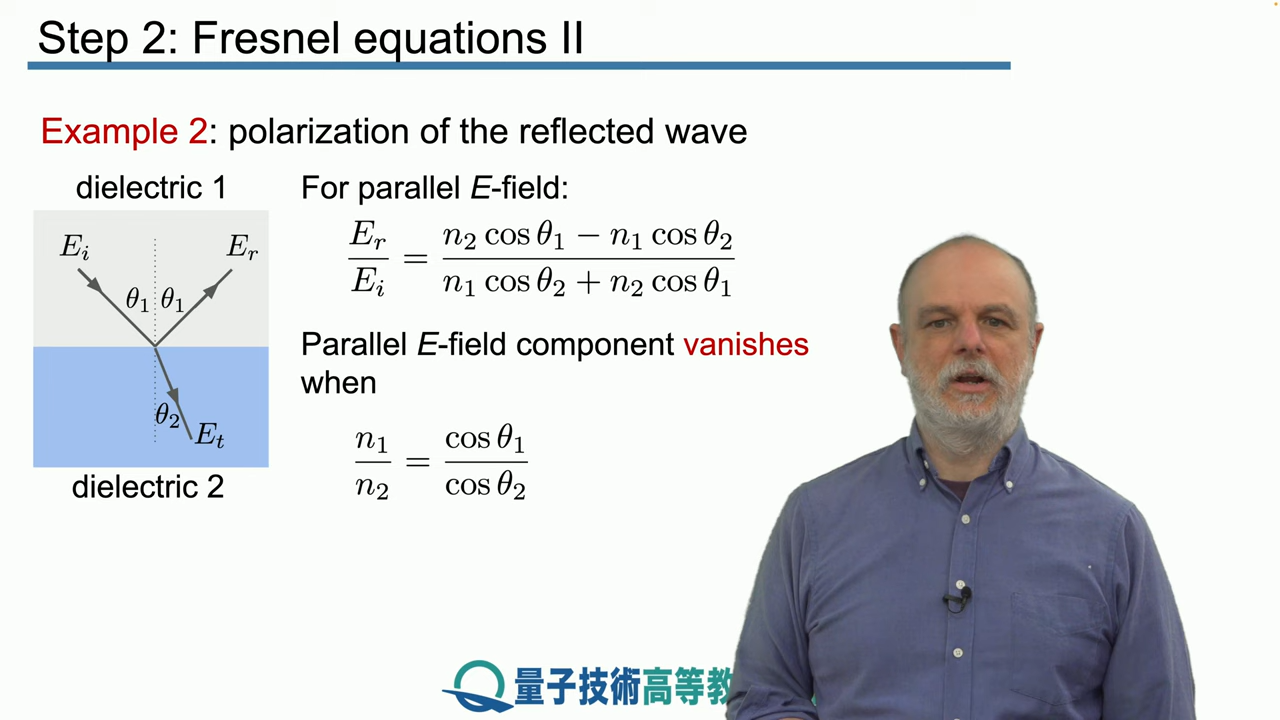 Step 2: Fresnel equations II
Example 2: polarization of the reflected wave
dielectric 1
E_i
E_r
θ_1 θ_1
θ_2
E_t
dielectric 2
For parallel E-field:
E_r / E_i = (n_2 cos θ_1 − n_1 cos θ_2) / (n_1 cos θ_2 + n_2 cos θ_1)
Parallel E-field component vanishes
when
n_1 / n_2 = cos θ_1 / cos θ_2
量子技術高等教